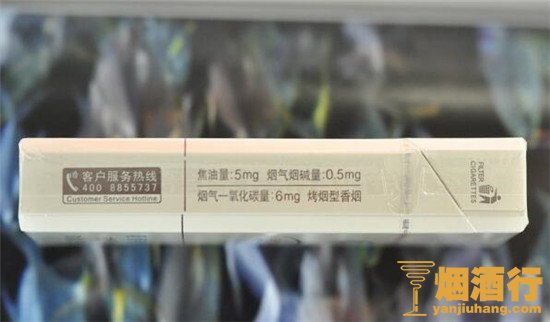 客户服务热线
400 8855737
Customer Service Hotline
焦油量:5mg 烟气烟碱量:0.5mg
烟气一氧化碳量:6mg 烤烟型香烟
FILTER
CIGARETTES
烟酒行
yanjiuhang.com